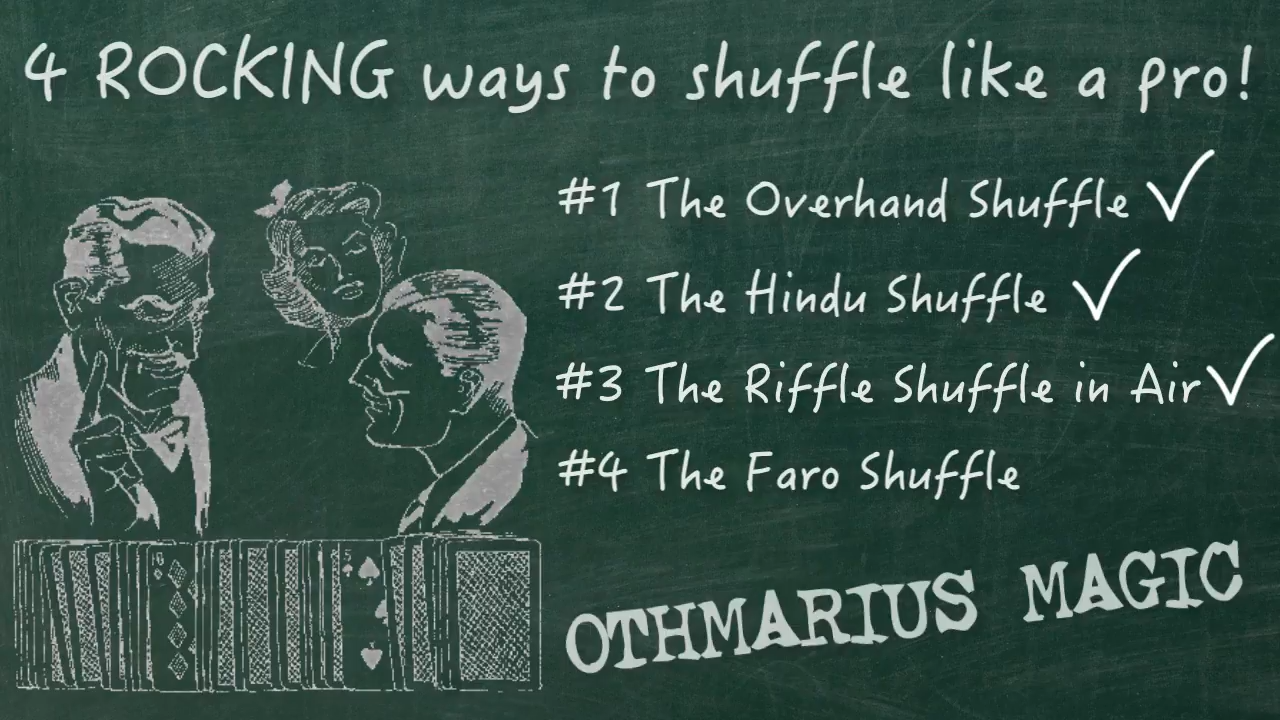 4 ROCKING ways to shuffle like a pro!
#1 The Overhand Shuffle ✓
#2 The Hindu Shuffle ✓
#3 The Riffle Shuffle in Air ✓
#4 The Faro Shuffle
OTHMARIUS MAGIC